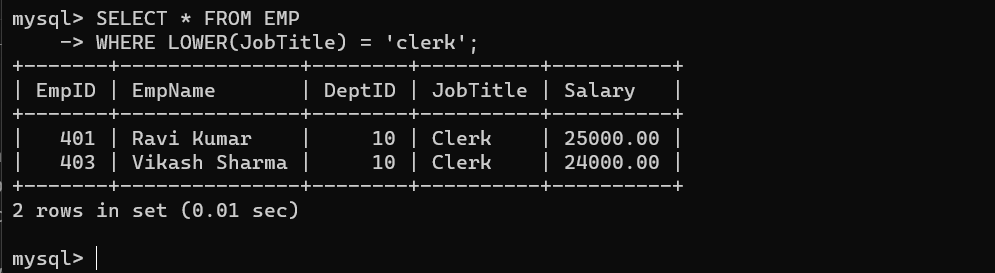 mysql> SELECT * FROM EMP
    -> WHERE LOWER(JobTitle) = 'clerk';
+-------+---------------+--------+----------+----------+
| EmpID | EmpName       | DeptID | JobTitle | Salary   |
+-------+---------------+--------+----------+----------+
|   401 | Ravi Kumar    |     10 | Clerk    | 25000.00 |
|   403 | Vikash Sharma |     10 | Clerk    | 24000.00 |
+-------+---------------+--------+----------+----------+
2 rows in set (0.01 sec)

mysql>